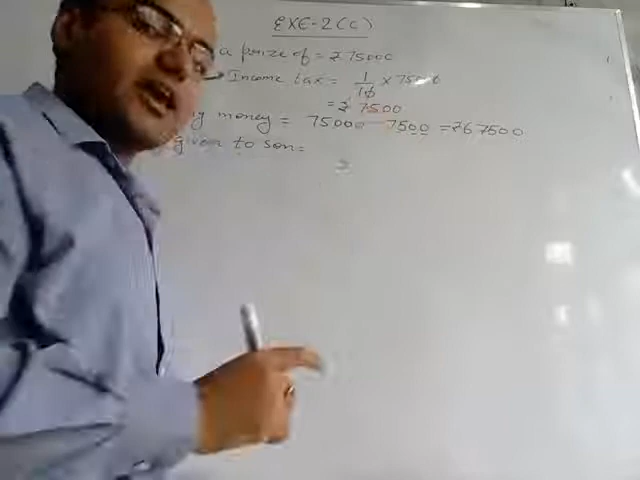 EXE-2(C)
a prize of = ₹75000
→ Income tax = 1/10 × 75000
= ₹ 7500
g money = 75000 - 7500 = ₹67500
given to son =